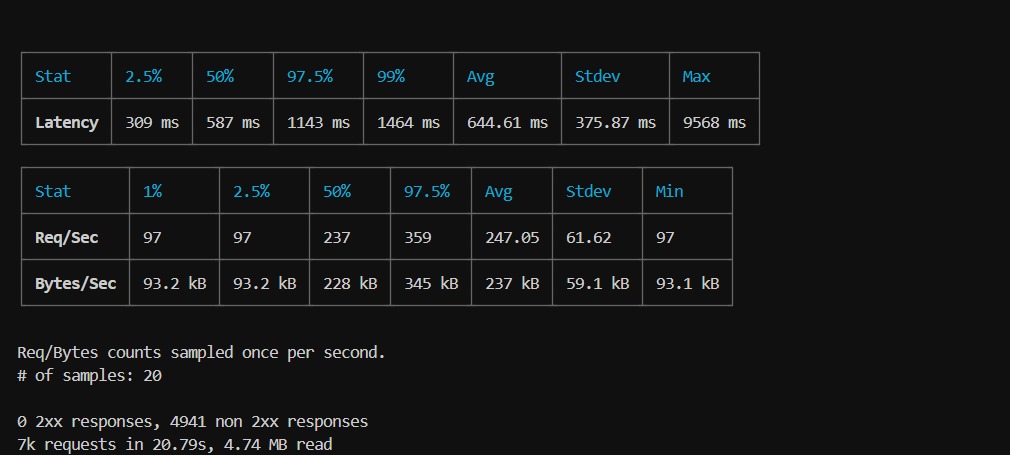 Stat 2.5% 50% 97.5% 99% Avg Stdev Max
Latency 309 ms 587 ms 1143 ms 1464 ms 644.61 ms 375.87 ms 9568 ms
Stat 1% 2.5% 50% 97.5% Avg Stdev Min
Req/Sec 97 97 237 359 247.05 61.62 97
Bytes/Sec 93.2 kB 93.2 kB 228 kB 345 kB 237 kB 59.1 kB 93.1 kB
Req/Bytes counts sampled once per second.
# of samples: 20
0 2xx responses, 4941 non 2xx responses
7k requests in 20.79s, 4.74 MB read